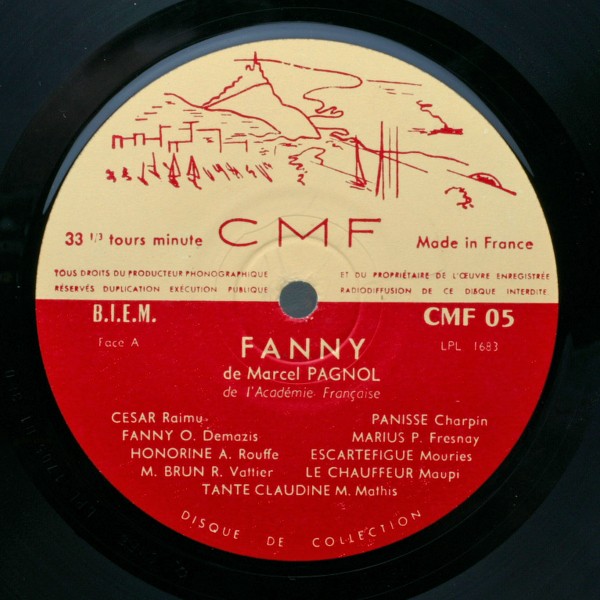 33 1/3 tours minute CMF Made in France
TOUS DROITS DU PRODUCTEUR PHONOGRAPHIQUE ET DU PROPRIÉTAIRE DE L'ŒUVRE ENREGISTRÉE
RÉSERVÉS DUPLICATION EXÉCUTION PUBLIQUE RADIODIFFUSION DE CE DISQUE INTERDITE
B.I.E.M. CMF 05
Face A FANNY LPL 1683
de Marcel PAGNOL
de l'Académie Française
CESAR Raimu PANISSE Charpin
FANNY O. Demazis MARIUS P. Fresnay
HONORINE A. Rouffe ESCARTEFIGUE Mouries
M. BRUN R. Vattier LE CHAUFFEUR Maupi
TANTE CLAUDINE M. Mathis
DISQUE DE COLLECTION